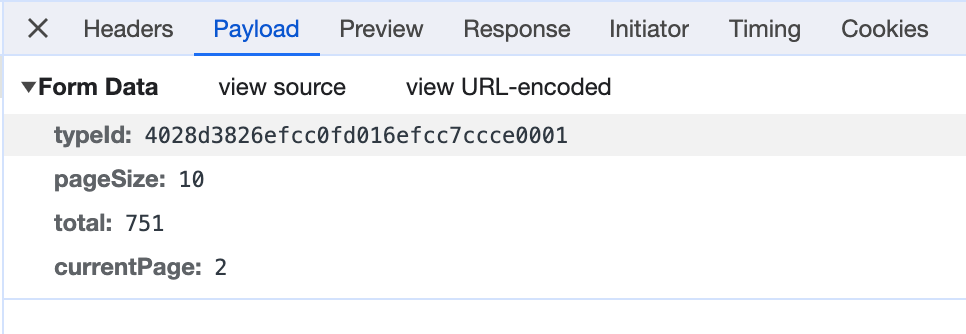 Headers Payload Preview Response Initiator Timing Cookies
Form Data view source view URL-encoded
typeId: 4028d3826efcc0fd016efcc7ccce0001
pageSize: 10
total: 751
currentPage: 2